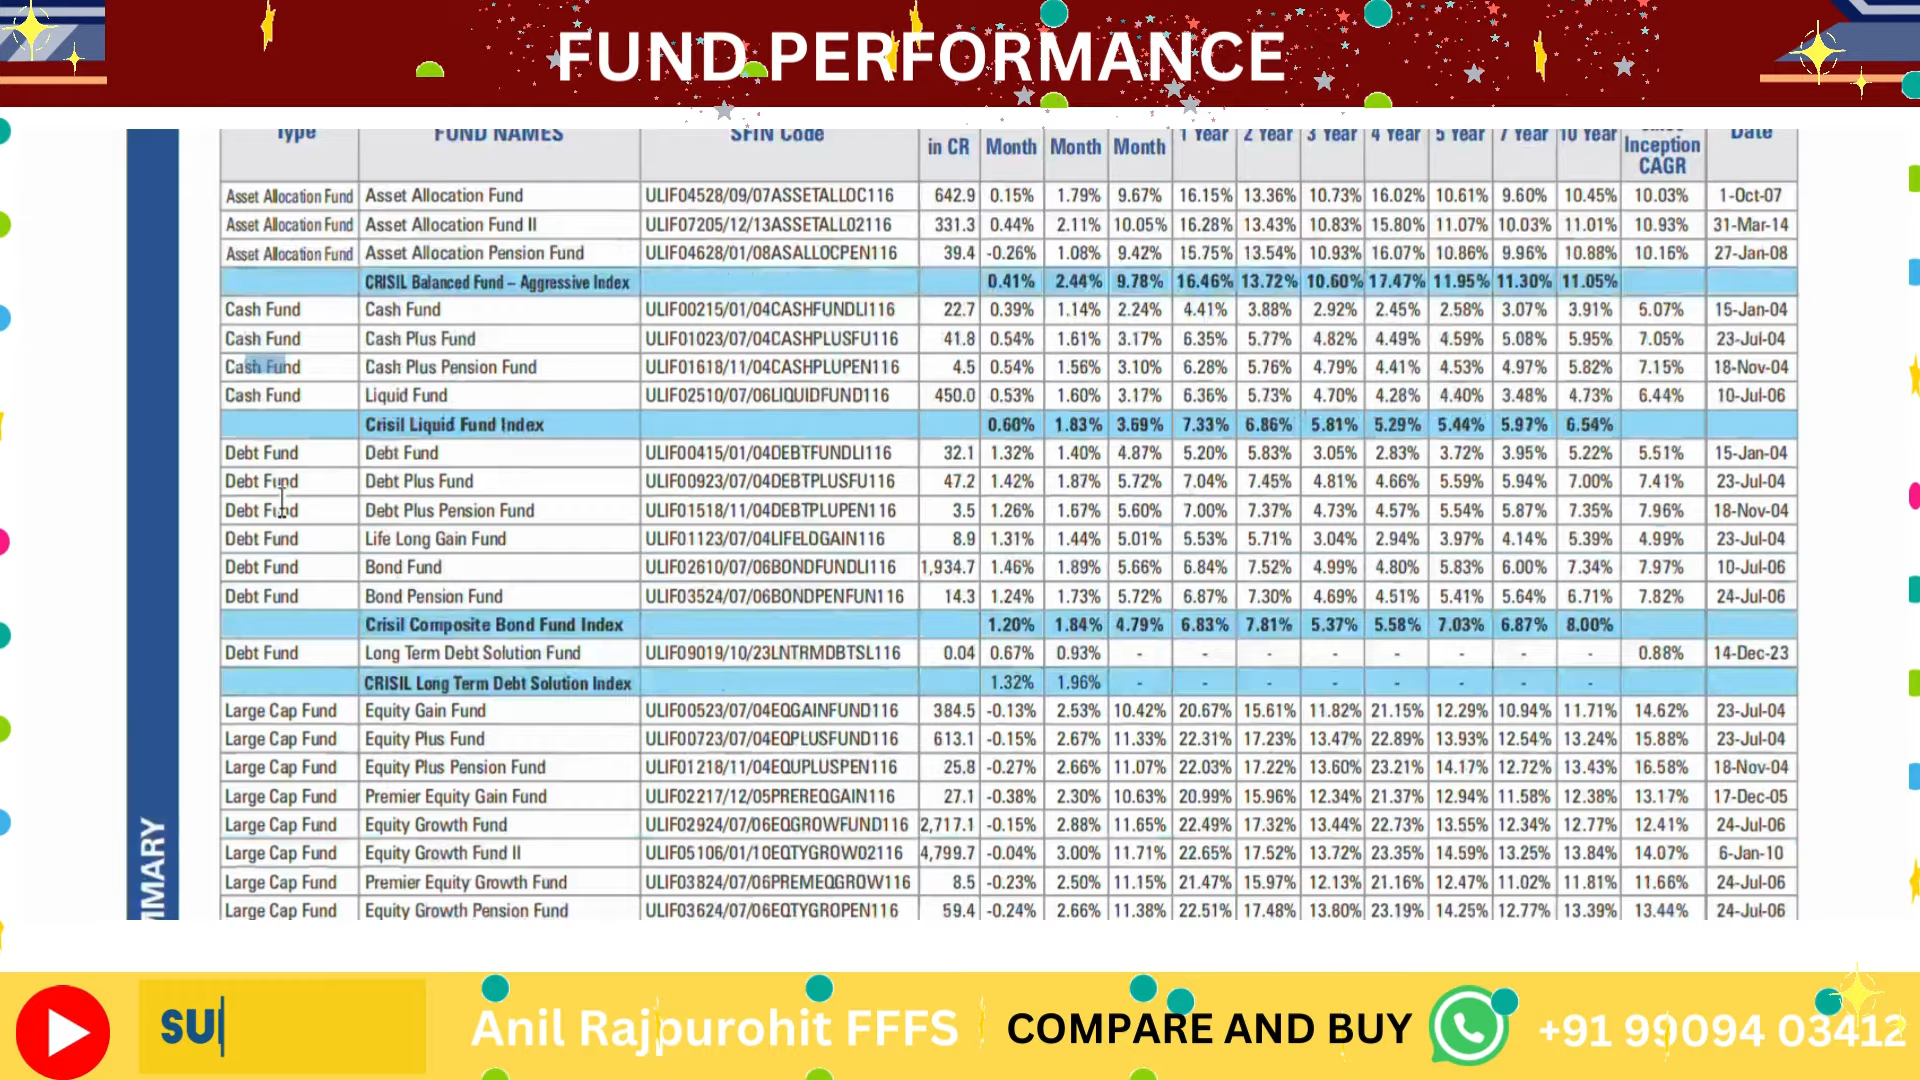 FUND PERFORMANCE
Type FUND NAMES SFIN Code in CR Month Month Month 1 Year 2 Year 3 Year 4 Year 5 Year 7 Year 10 Year Inception CAGR Date
Asset Allocation Fund Asset Allocation Fund ULIF04528/09/07ASSETALLOC116 642.9 0.15% 1.79% 9.67% 16.15% 13.36% 10.73% 16.02% 10.61% 9.60% 10.45% 10.03% 1-Oct-07
Asset Allocation Fund Asset Allocation Fund II ULIF07205/12/13ASSETALL02116 331.3 0.44% 2.11% 10.05% 16.28% 13.43% 10.83% 15.80% 11.07% 10.03% 11.01% 10.93% 31-Mar-14
Asset Allocation Fund Asset Allocation Pension Fund ULIF04628/01/08ASALLOCPEN116 39.4 -0.26% 1.08% 9.42% 15.75% 13.54% 10.93% 16.07% 10.86% 9.96% 10.88% 10.16% 27-Jan-08
CRISIL Balanced Fund – Aggressive Index 0.41% 2.44% 9.78% 16.46% 13.72% 10.60% 17.47% 11.95% 11.30% 11.05%
Cash Fund Cash Fund ULIF00215/01/04CASHFUNDLI116 22.7 0.39% 1.14% 2.24% 4.41% 3.88% 2.92% 2.45% 2.58% 3.07% 3.91% 5.07% 15-Jan-04
Cash Fund Cash Plus Fund ULIF01023/07/04CASHPLUSFU116 41.8 0.54% 1.61% 3.17% 6.35% 5.77% 4.82% 4.49% 4.59% 5.08% 5.95% 7.05% 23-Jul-04
Cash Fund Cash Plus Pension Fund ULIF01618/11/04CASHPLUPEN116 4.5 0.54% 1.56% 3.10% 6.28% 5.76% 4.79% 4.41% 4.53% 4.97% 5.82% 7.15% 18-Nov-04
Cash Fund Liquid Fund ULIF02510/07/06LIQUIDFUND116 450.0 0.53% 1.60% 3.17% 6.36% 5.73% 4.70% 4.28% 4.40% 3.48% 4.73% 6.44% 10-Jul-06
Crisil Liquid Fund Index 0.60% 1.83% 3.69% 7.33% 6.86% 5.81% 5.29% 5.44% 5.97% 6.54%
Debt Fund Debt Fund ULIF00415/01/04DEBTFUNDLI116 32.1 1.32% 1.40% 4.87% 5.20% 5.83% 3.05% 2.83% 3.72% 3.95% 5.22% 5.51% 15-Jan-04
Debt Fund Debt Plus Fund ULIF00923/07/04DEBTPLUSFU116 47.2 1.42% 1.87% 5.72% 7.04% 7.45% 4.81% 4.66% 5.59% 5.94% 7.00% 7.41% 23-Jul-04
Debt Fund Debt Plus Pension Fund ULIF01518/11/04DEBTPLUPEN116 3.5 1.26% 1.67% 5.60% 7.00% 7.37% 4.73% 4.57% 5.54% 5.87% 7.35% 7.96% 18-Nov-04
Debt Fund Life Long Gain Fund ULIF01123/07/04LIFELOGAIN116 8.9 1.31% 1.44% 5.01% 5.53% 5.71% 3.04% 2.94% 3.97% 4.14% 5.39% 4.99% 23-Jul-04
Debt Fund Bond Fund ULIF02610/07/06BONDFUNDLI116 1,934.7 1.46% 1.89% 5.66% 6.84% 7.52% 4.99% 4.80% 5.83% 6.00% 7.34% 7.97% 10-Jul-06
Debt Fund Bond Pension Fund ULIF03524/07/06BONDPENFUN116 14.3 1.24% 1.73% 5.72% 6.87% 7.30% 4.69% 4.51% 5.41% 5.64% 6.71% 7.82% 24-Jul-06
Crisil Composite Bond Fund Index 1.20% 1.84% 4.79% 6.83% 7.81% 5.37% 5.58% 7.03% 6.87% 8.00%
Debt Fund Long Term Debt Solution Fund ULIF09019/10/23LNTRMDBTSL116 0.04 0.67% 0.93% - - - - - - - - 0.88% 14-Dec-23
CRISIL Long Term Debt Solution Index 1.32% 1.96% - - - - - - - -
Large Cap Fund Equity Gain Fund ULIF00523/07/04EQGAINFUND116 384.5 -0.13% 2.53% 10.42% 20.67% 15.61% 11.82% 21.15% 12.29% 10.94% 11.71% 14.62% 23-Jul-04
Large Cap Fund Equity Plus Fund ULIF00723/07/04EQPLUSFUND116 613.1 -0.15% 2.67% 11.33% 22.31% 17.23% 13.47% 22.89% 13.93% 12.54% 13.24% 15.88% 23-Jul-04
Large Cap Fund Equity Plus Pension Fund ULIF01218/11/04EQUPLUSPEN116 25.8 -0.27% 2.66% 11.07% 22.03% 17.22% 13.60% 23.21% 14.17% 12.72% 13.43% 16.58% 18-Nov-04
Large Cap Fund Premier Equity Gain Fund ULIF02217/12/05PREREQGAIN116 27.1 -0.38% 2.30% 10.63% 20.99% 15.96% 12.34% 21.37% 12.94% 11.58% 12.38% 13.17% 17-Dec-05
Large Cap Fund Equity Growth Fund ULIF02924/07/06EQGROWFUND116 2,717.1 -0.15% 2.88% 11.65% 22.49% 17.32% 13.44% 22.73% 13.55% 12.34% 12.77% 12.41% 24-Jul-06
Large Cap Fund Equity Growth Fund II ULIF05106/01/10EQTYGROW02116 4,799.7 -0.04% 3.00% 11.71% 22.65% 17.52% 13.72% 23.35% 14.59% 13.25% 13.84% 14.07% 6-Jan-10
Large Cap Fund Premier Equity Growth Fund ULIF03824/07/06PREMEQGROW116 8.5 -0.23% 2.50% 11.15% 21.47% 15.97% 12.13% 21.16% 12.47% 11.02% 11.81% 11.66% 24-Jul-06
Large Cap Fund Equity Growth Pension Fund ULIF03624/07/06EQTYGROPEN116 59.4 -0.24% 2.66% 11.38% 22.51% 17.48% 13.80% 23.19% 14.25% 12.77% 13.39% 13.44% 24-Jul-06
MMARY
SU
Anil Rajpurohit FFFS
COMPARE AND BUY
+91 99094 03412